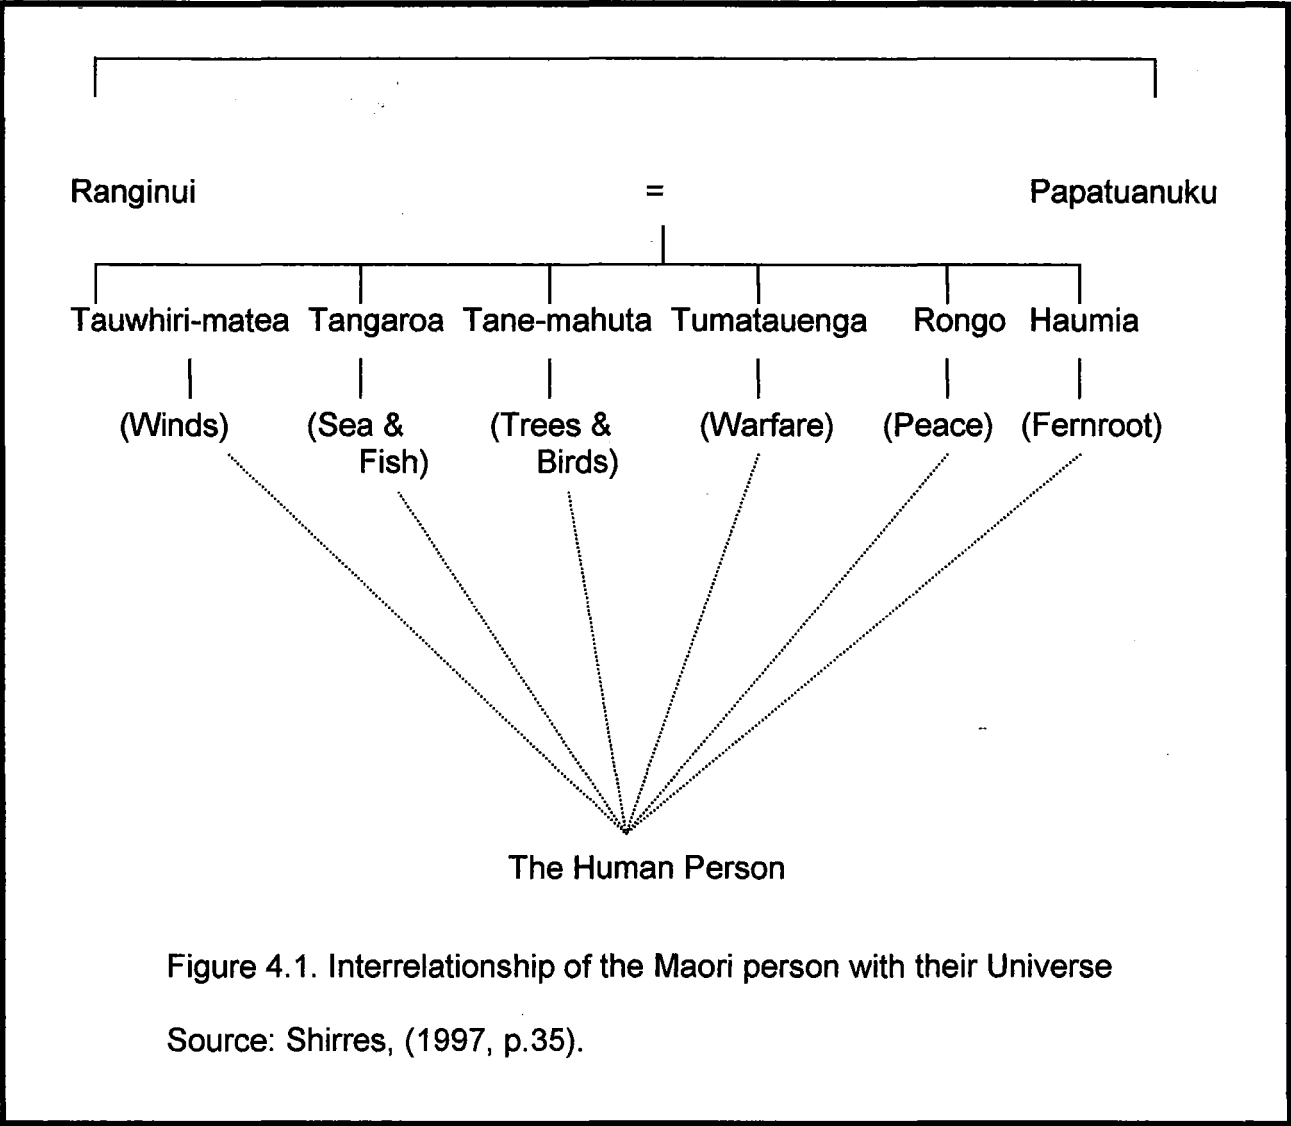 Ranginui = Papatuanuku
Tauwhiri-matea Tangaroa Tane-mahuta Tumatauenga Rongo Haumia
(Winds) (Sea & (Trees & (Warfare) (Peace) (Fernroot)
Fish) Birds)
The Human Person
Figure 4.1. Interrelationship of the Maori person with their Universe
Source: Shirres, (1997, p.35).